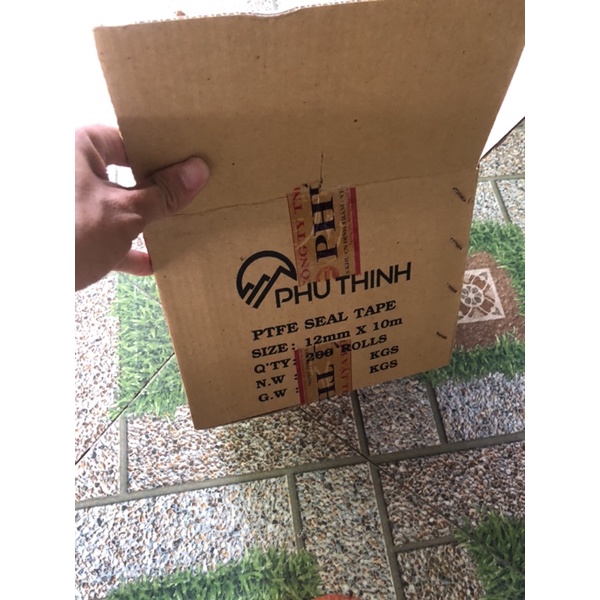 PHU THINH
PTFE SEAL TAPE
SIZE: 12mm X 10m
Q'TY: 200 ROLLS
N.W KGS
G.W KGS